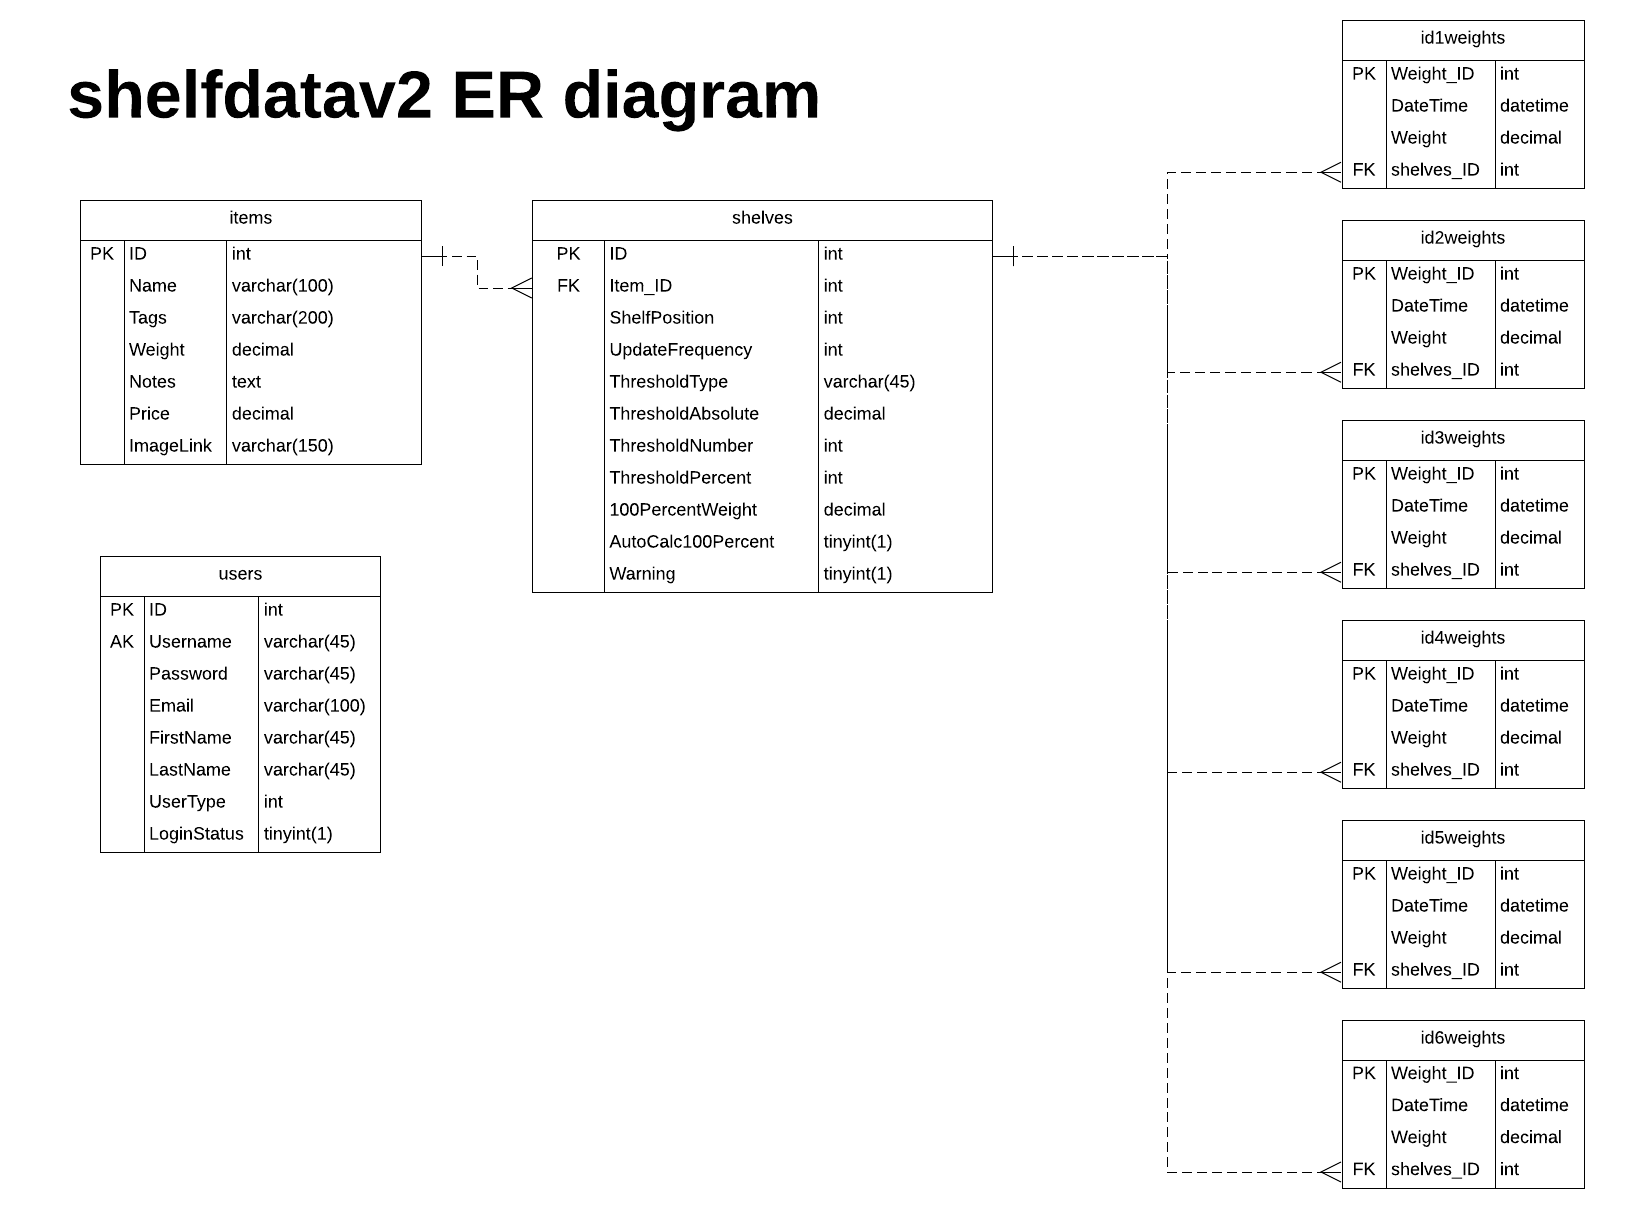 shelfdatav2 ER diagram
items
PK ID int
Name varchar(100)
Tags varchar(200)
Weight decimal
Notes text
Price decimal
ImageLink varchar(150)
users
PK ID int
AK Username varchar(45)
Password varchar(45)
Email varchar(100)
FirstName varchar(45)
LastName varchar(45)
UserType int
LoginStatus tinyint(1)
shelves
PK ID int
FK Item_ID int
ShelfPosition int
UpdateFrequency int
ThresholdType varchar(45)
ThresholdAbsolute decimal
ThresholdNumber int
ThresholdPercent int
100PercentWeight decimal
AutoCalc100Percent tinyint(1)
Warning tinyint(1)
id1weights
PK Weight_ID int
DateTime datetime
Weight decimal
FK shelves_ID int
id2weights
PK Weight_ID int
DateTime datetime
Weight decimal
FK shelves_ID int
id3weights
PK Weight_ID int
DateTime datetime
Weight decimal
FK shelves_ID int
id4weights
PK Weight_ID int
DateTime datetime
Weight decimal
FK shelves_ID int
id5weights
PK Weight_ID int
DateTime datetime
Weight decimal
FK shelves_ID int
id6weights
PK Weight_ID int
DateTime datetime
Weight decimal
FK shelves_ID int